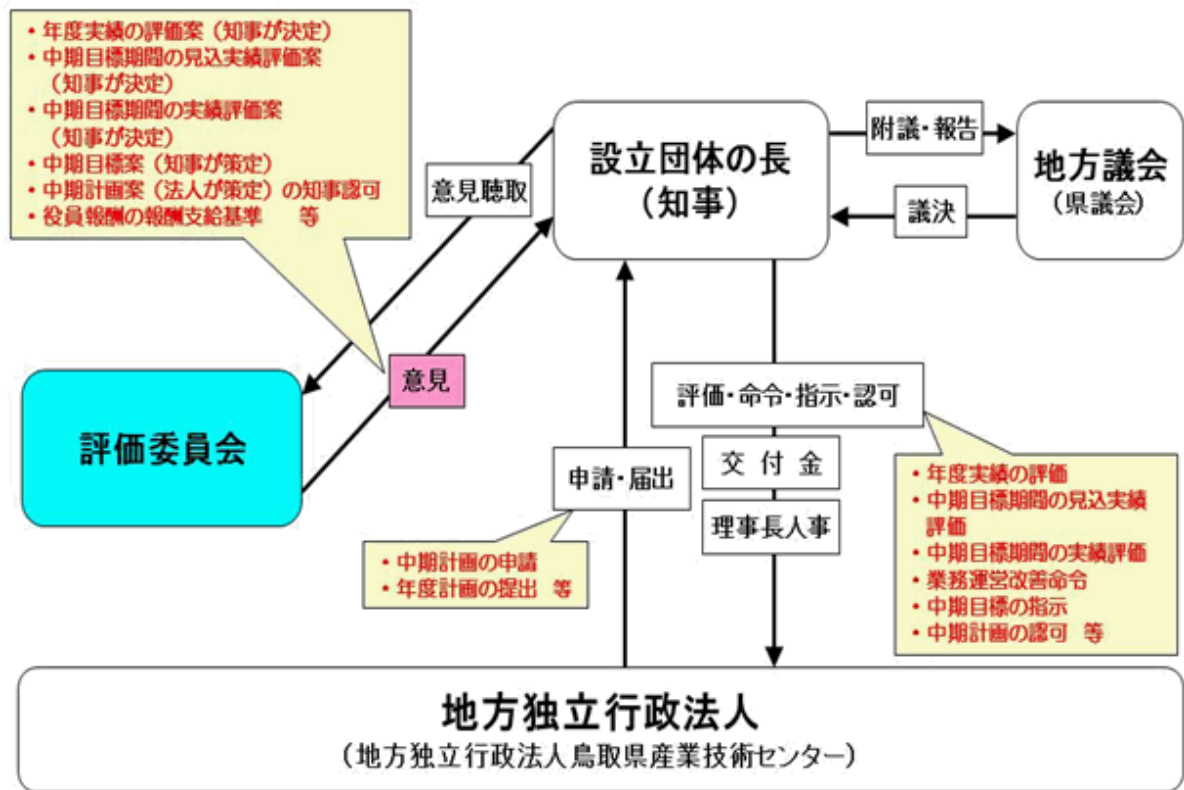 ・年度実績の評価案（知事が決定）
・中期目標期間の見込実績評価案
（知事が決定）
・中期目標期間の実績評価案
（知事が決定）
・中期目標案（知事が策定）
・中期計画案（法人が策定）の知事認可
・役員報酬の報酬支給基準　等
意見聴取
意見
評価委員会
設立団体の長
（知事）
附議・報告
議決
地方議会
（県議会）
申請・届出
・中期計画の申請
・年度計画の提出　等
評価・命令・指示・認可
交 付 金
理事長人事
・年度実績の評価
・中期目標期間の見込実績
評価
・中期目標期間の実績評価
・業務運営改善命令
・中期目標の指示
・中期計画の認可　等
地方独立行政法人
（地方独立行政法人鳥取県産業技術センター）